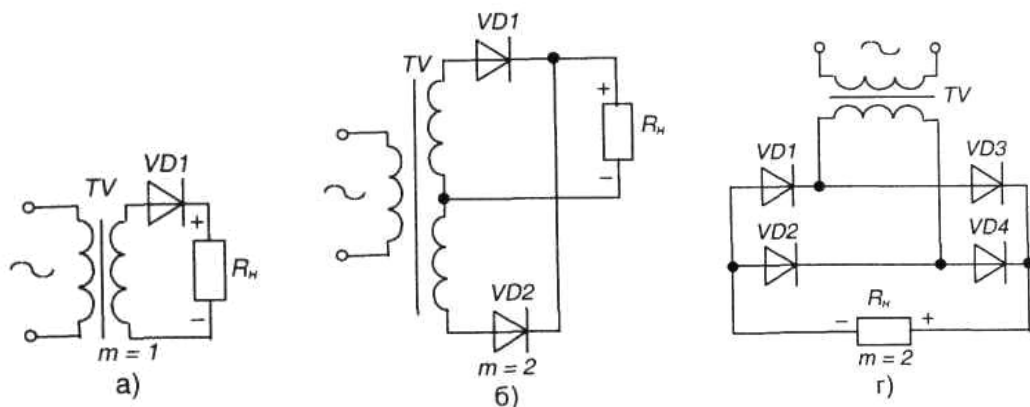 TV
VD1
+
Rн
−
m = 1
а)
VD1
TV
+
Rн
−
VD2
m = 2
б)
TV
VD1
VD3
VD2
VD4
Rн
−
+
m = 2
г)